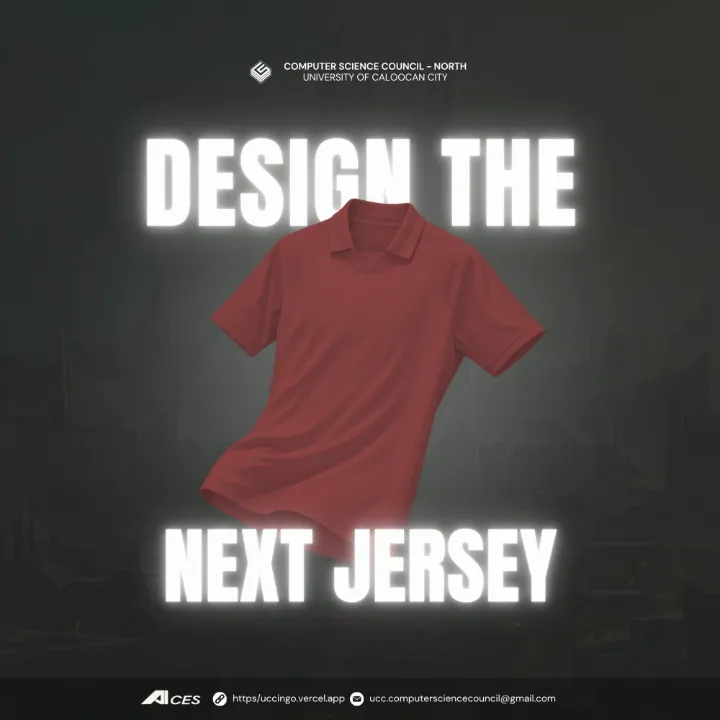 COMPUTER SCIENCE COUNCIL - NORTH
UNIVERSITY OF CALOOCAN CITY
DESIGN THE
NEXT JERSEY
AICES https/uccingo.vercel.app ucc.computersciencecouncil@gmail.com